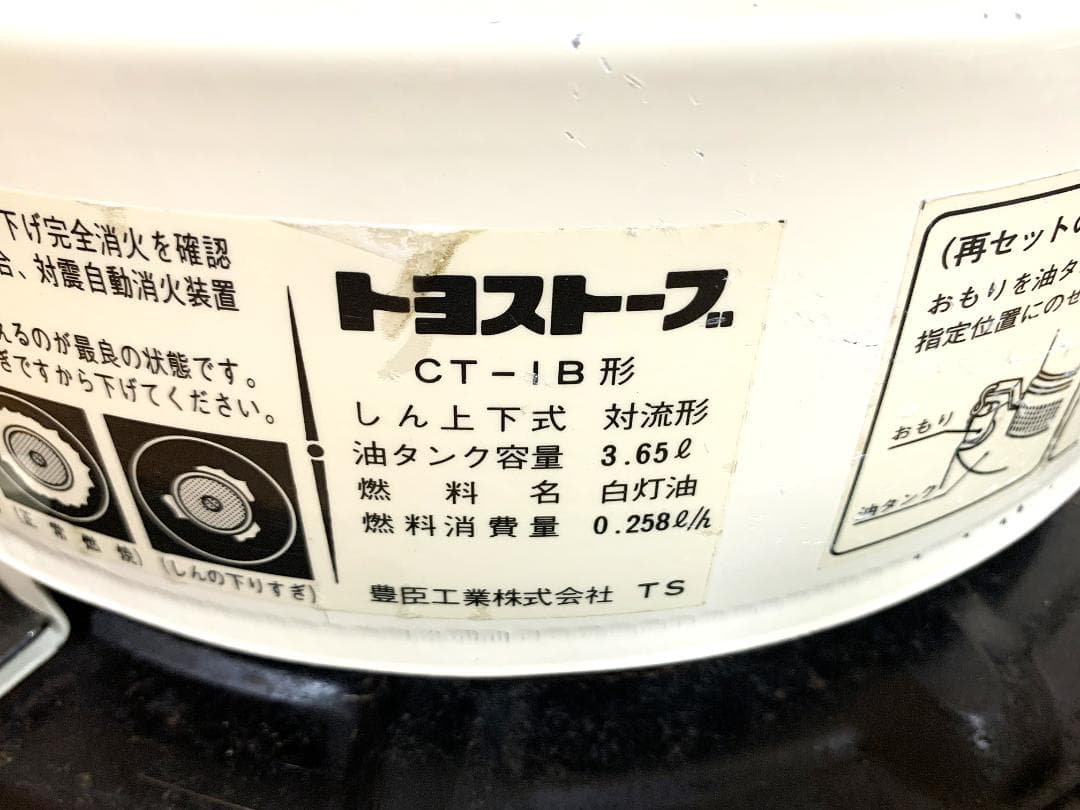 下げ完全消火を確認
合、対震自動消火装置
えるのが最良の状態です。
ぎですから下げてください。
(正常燃焼)
(しんの下りすぎ)
トヨストーブ
CT-1B形
しん上下式 対流形
油タンク容量 3.65ℓ
燃料名 白灯油
燃料消費量 0.258ℓ/h
豊臣工業株式会社 TS
(再セットの
おもりを油タ
指定位置にのせ
おもり
油タンク